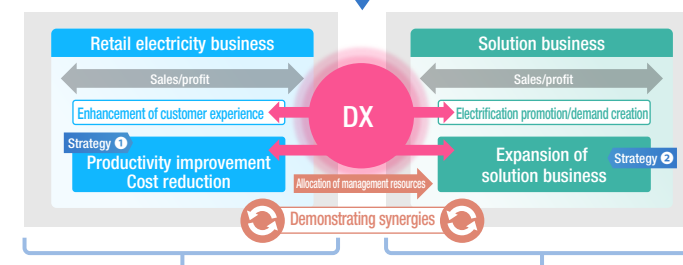 Retail electricity business
Solution business
Sales/profit
Sales/profit
DX
Enhancement of customer experience
Electrification promotion/demand creation
Strategy 1
Productivity improvement
Cost reduction
Expansion of
solution business
Strategy 2
Allocation of management resources
Demonstrating synergies